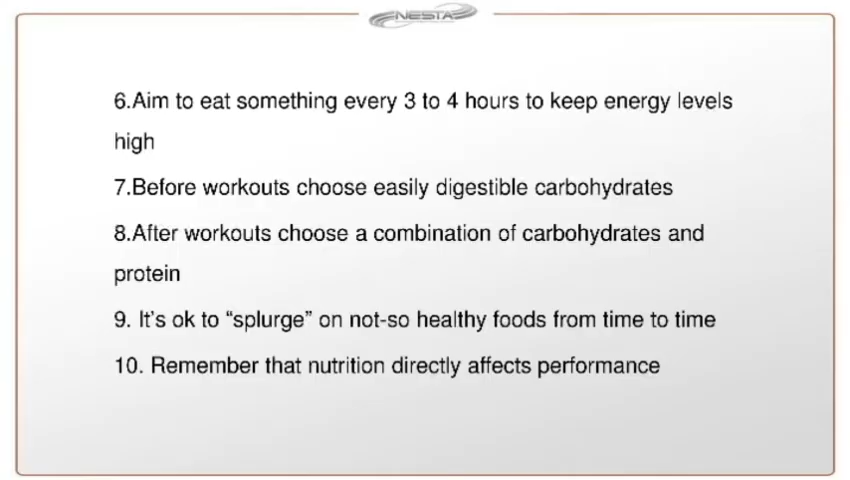 NESTA
6.Aim to eat something every 3 to 4 hours to keep energy levels
high
7.Before workouts choose easily digestible carbohydrates
8.After workouts choose a combination of carbohydrates and
protein
9. It's ok to “splurge” on not-so healthy foods from time to time
10. Remember that nutrition directly affects performance